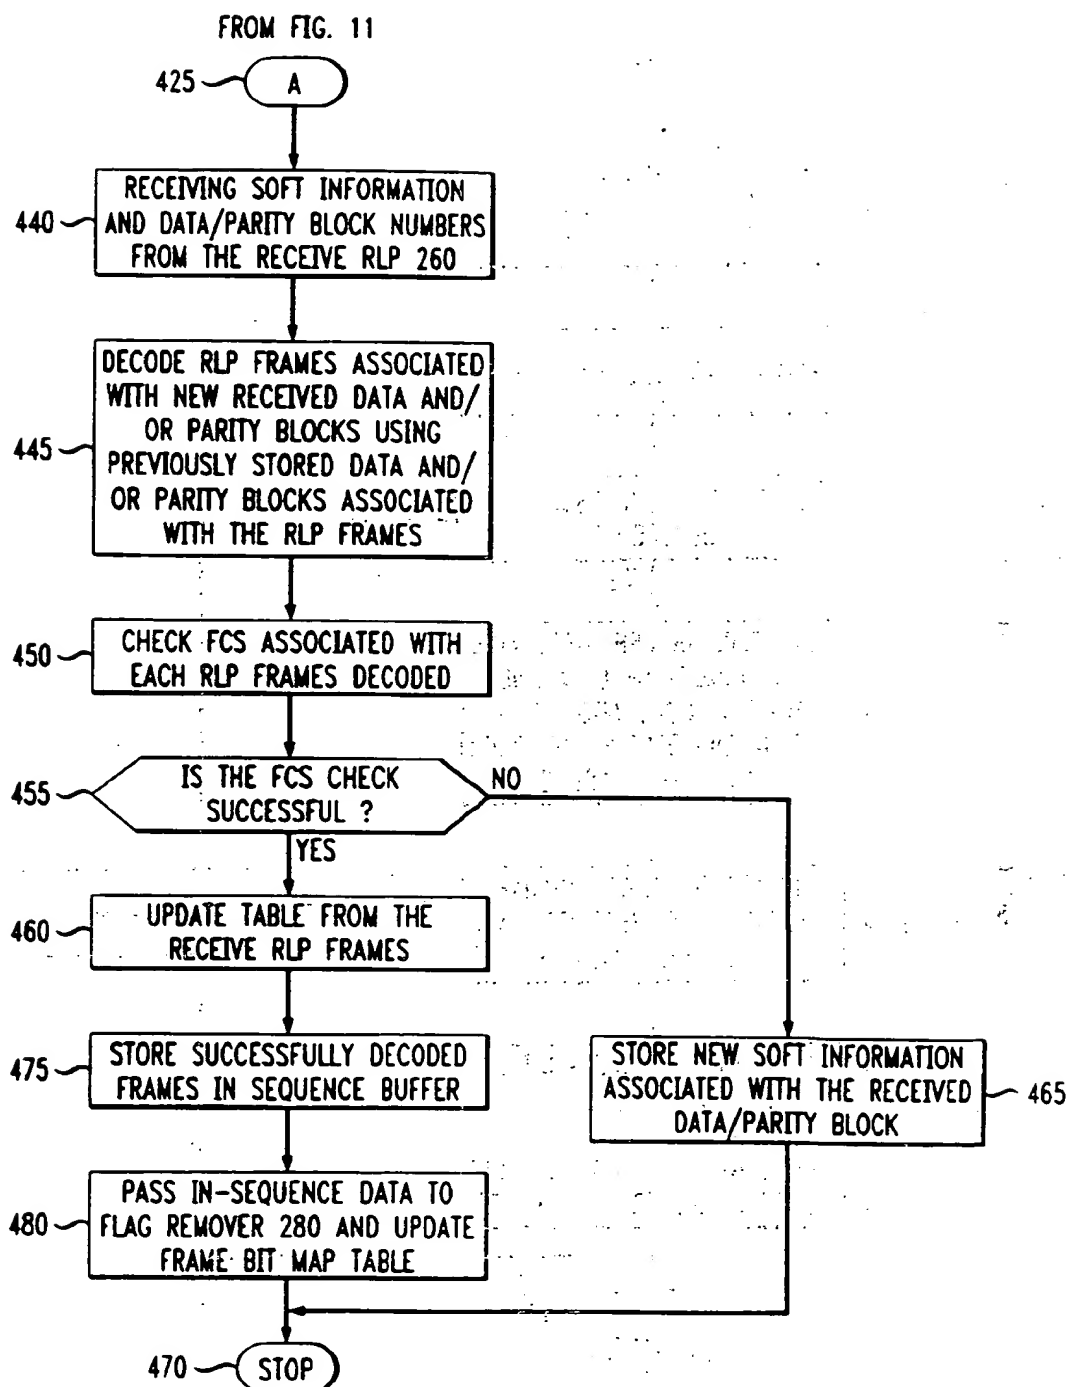 FROM FIG. 11
425
A
440
RECEIVING SOFT INFORMATION
AND DATA/PARITY BLOCK NUMBERS
FROM THE RECEIVE RLP 260
445
DECODE RLP FRAMES ASSOCIATED
WITH NEW RECEIVED DATA AND/
OR PARITY BLOCKS USING
PREVIOUSLY STORED DATA AND/
OR PARITY BLOCKS ASSOCIATED
WITH THE RLP FRAMES
450
CHECK FCS ASSOCIATED WITH
EACH RLP FRAMES DECODED
455
IS THE FCS CHECK
SUCCESSFUL ?
NO
YES
460
UPDATE TABLE FROM THE
RECEIVE RLP FRAMES
475
STORE SUCCESSFULLY DECODED
FRAMES IN SEQUENCE BUFFER
STORE NEW SOFT INFORMATION
ASSOCIATED WITH THE RECEIVED
DATA/PARITY BLOCK
465
480
PASS IN-SEQUENCE DATA TO
FLAG REMOVER 280 AND UPDATE
FRAME BIT MAP TABLE
470
STOP